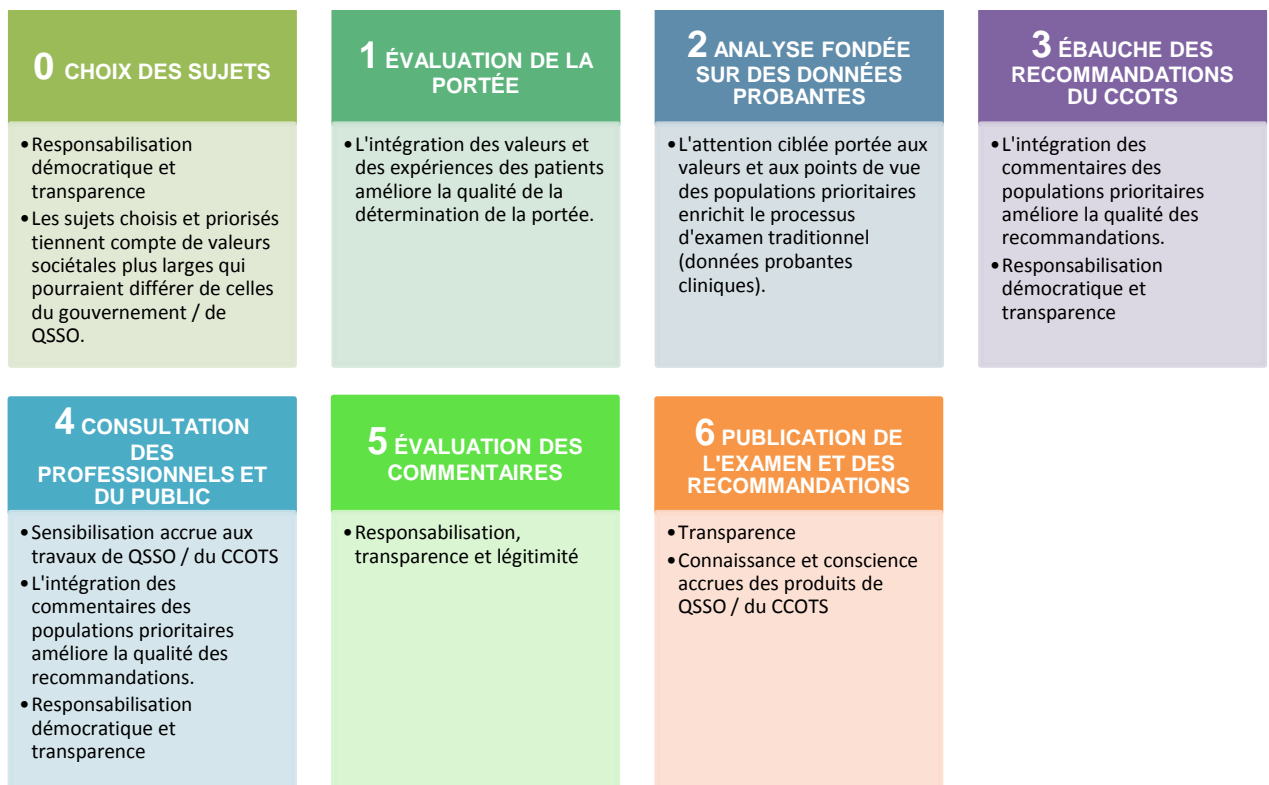 0 CHOIX DES SUJETS
•Responsabilisation
démocratique et
transparence
•Les sujets choisis et priorisés
tiennent compte de valeurs
sociétales plus larges qui
pourraient différer de celles
du gouvernement / de
QSSO.
1 ÉVALUATION DE LA
PORTÉE
•L'intégration des valeurs et
des expériences des patients
améliore la qualité de la
détermination de la portée.
2 ANALYSE FONDÉE
SUR DES DONNÉES
PROBANTES
•L'attention ciblée portée aux
valeurs et aux points de vue
des populations prioritaires
enrichit le processus
d'examen traditionnel
(données probantes
cliniques).
3 ÉBAUCHE DES
RECOMMANDATIONS
DU CCOTS
•L'intégration des
commentaires des
populations prioritaires
améliore la qualité des
recommandations.
•Responsabilisation
démocratique et
transparence
4 CONSULTATION
DES
PROFESSIONNELS ET
DU PUBLIC
•Sensibilisation accrue aux
travaux de QSSO / du CCOTS
•L'intégration des
commentaires des
populations prioritaires
améliore la qualité des
recommandations.
•Responsabilisation
démocratique et
transparence
5 ÉVALUATION DES
COMMENTAIRES
•Responsabilisation,
transparence et légitimité
6 PUBLICATION DE
L'EXAMEN ET DES
RECOMMANDATIONS
•Transparence
•Connaissance et conscience
accrues des produits de
QSSO / du CCOTS